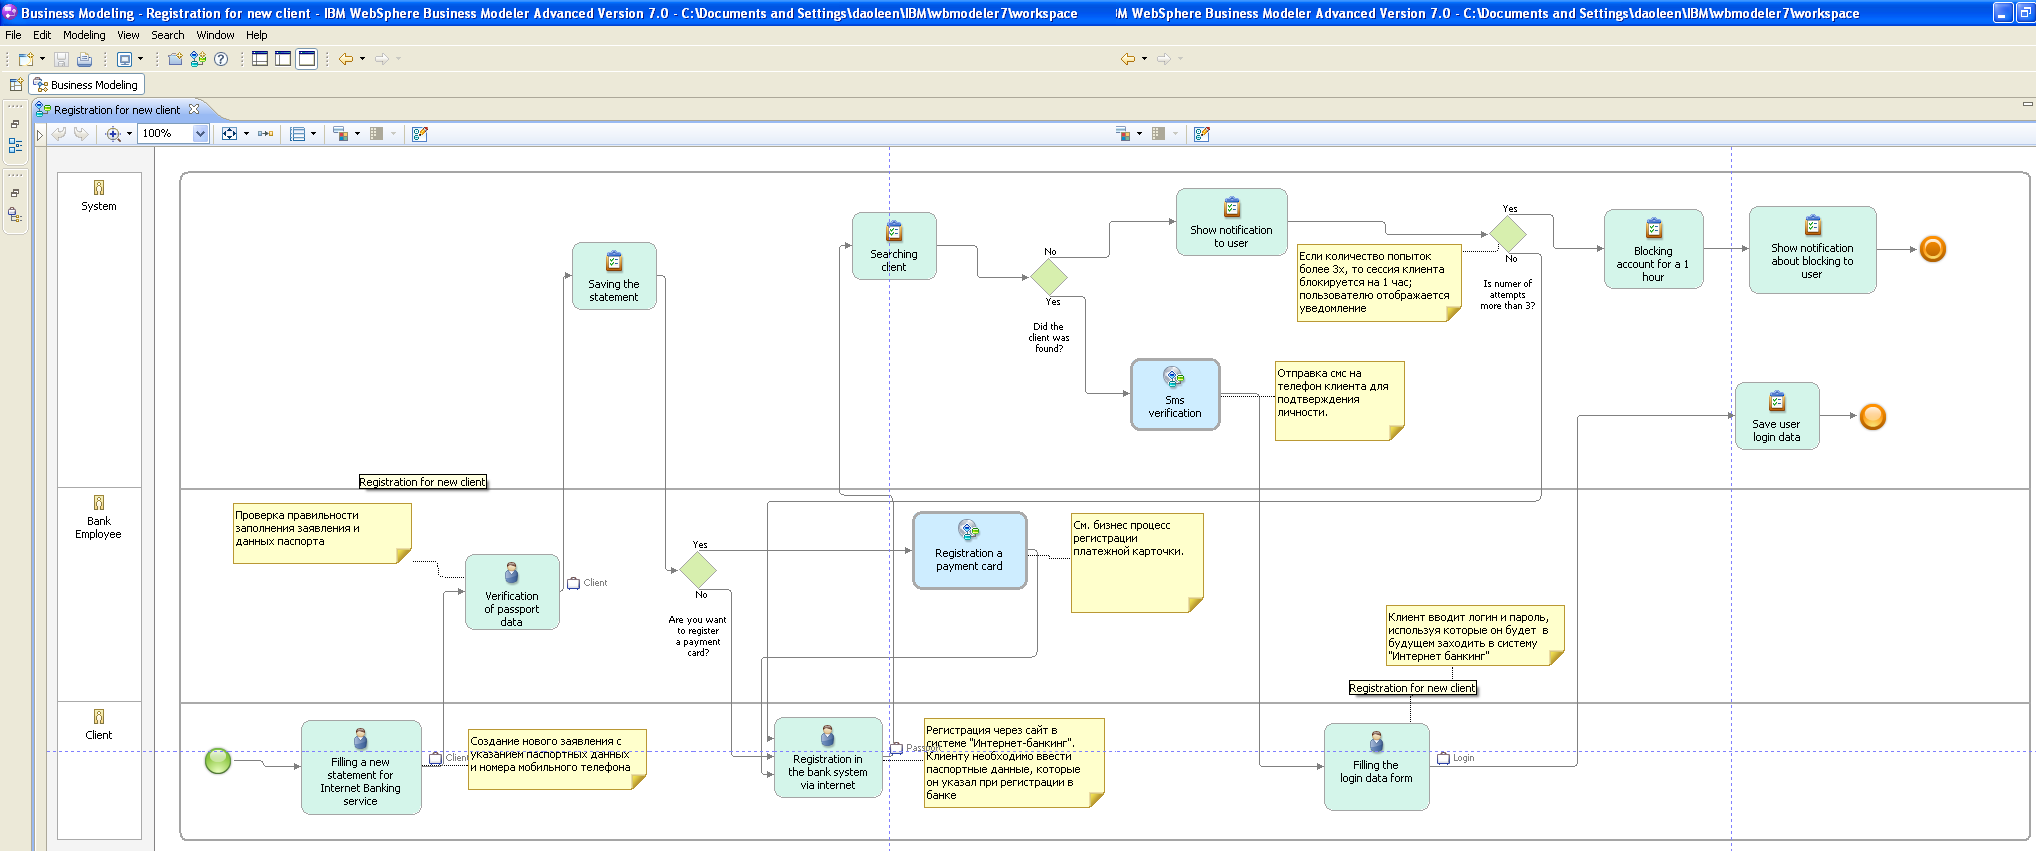 Business Modeling - Registration for new client - IBM WebSphere Business Modeler Advanced Version 7.0 - C:\Documents and Settings\daoleen\IBM\wbmodeler7\workspace
M WebSphere Business Modeler Advanced Version 7.0 - C:\Documents and Settings\daoleen\IBM\wbmodeler7\workspace
File Edit Modeling View Search Window Help
Business Modeling
Registration for new client
100%
System
Searching
client
Show notification
to user
Yes
Blocking
account for a 1
hour
Show notification
about blocking to
user
No
Yes
Did the
client was
found?
Если количество попыток
более 3х, то сессия клиента
блокируется на 1 час;
пользователю отображается
уведомление
No
Is numer of
attempts
more than 3?
Saving the
statement
Sms
verification
Отправка смс на
телефон клиента для
подтверждения
личности.
Save user
login data
Registration for new client
Bank
Employee
Проверка правильности
заполнения заявления и
данных паспорта
Verification
of passport
data
Client
Yes
No
Are you want
to register
a payment
card?
Registration a
payment card
См. бизнес процесс
регистрации
платежной карточки.
Клиент вводит логин и пароль,
используя которые он будет в
будущем заходить в систему
"Интернет банкинг"
Registration for new client
Client
Filling a new
statement for
Internet Banking
service
Client
Создание нового заявления с
указанием паспортных данных
и номера мобильного телефона
Registration in
the bank system
via internet
Регистрация через сайт в
системе "Интернет-банкинг".
Клиенту необходимо ввести
паспортные данные, которые
он указал при регистрации в
банке
Filling the
login data form
Login